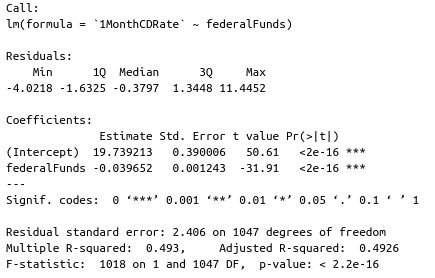 Call:
lm(formula = `1MonthCDRate` ~ federalFunds)
Residuals:
Min 1Q Median 3Q Max
-4.0218 -1.6325 -0.3797 1.3448 11.4452
Coefficients:
Estimate Std. Error t value Pr(>|t|)
(Intercept) 19.739213 0.390006 50.61 <2e-16 ***
federalFunds -0.039652 0.001243 -31.91 <2e-16 ***
---
Signif. codes: 0 ‘***’ 0.001 ‘**’ 0.01 ‘*’ 0.05 ‘.’ 0.1 ‘ ’ 1
Residual standard error: 2.406 on 1047 degrees of freedom
Multiple R-squared: 0.493, Adjusted R-squared: 0.4926
F-statistic: 1018 on 1 and 1047 DF, p-value: < 2.2e-16